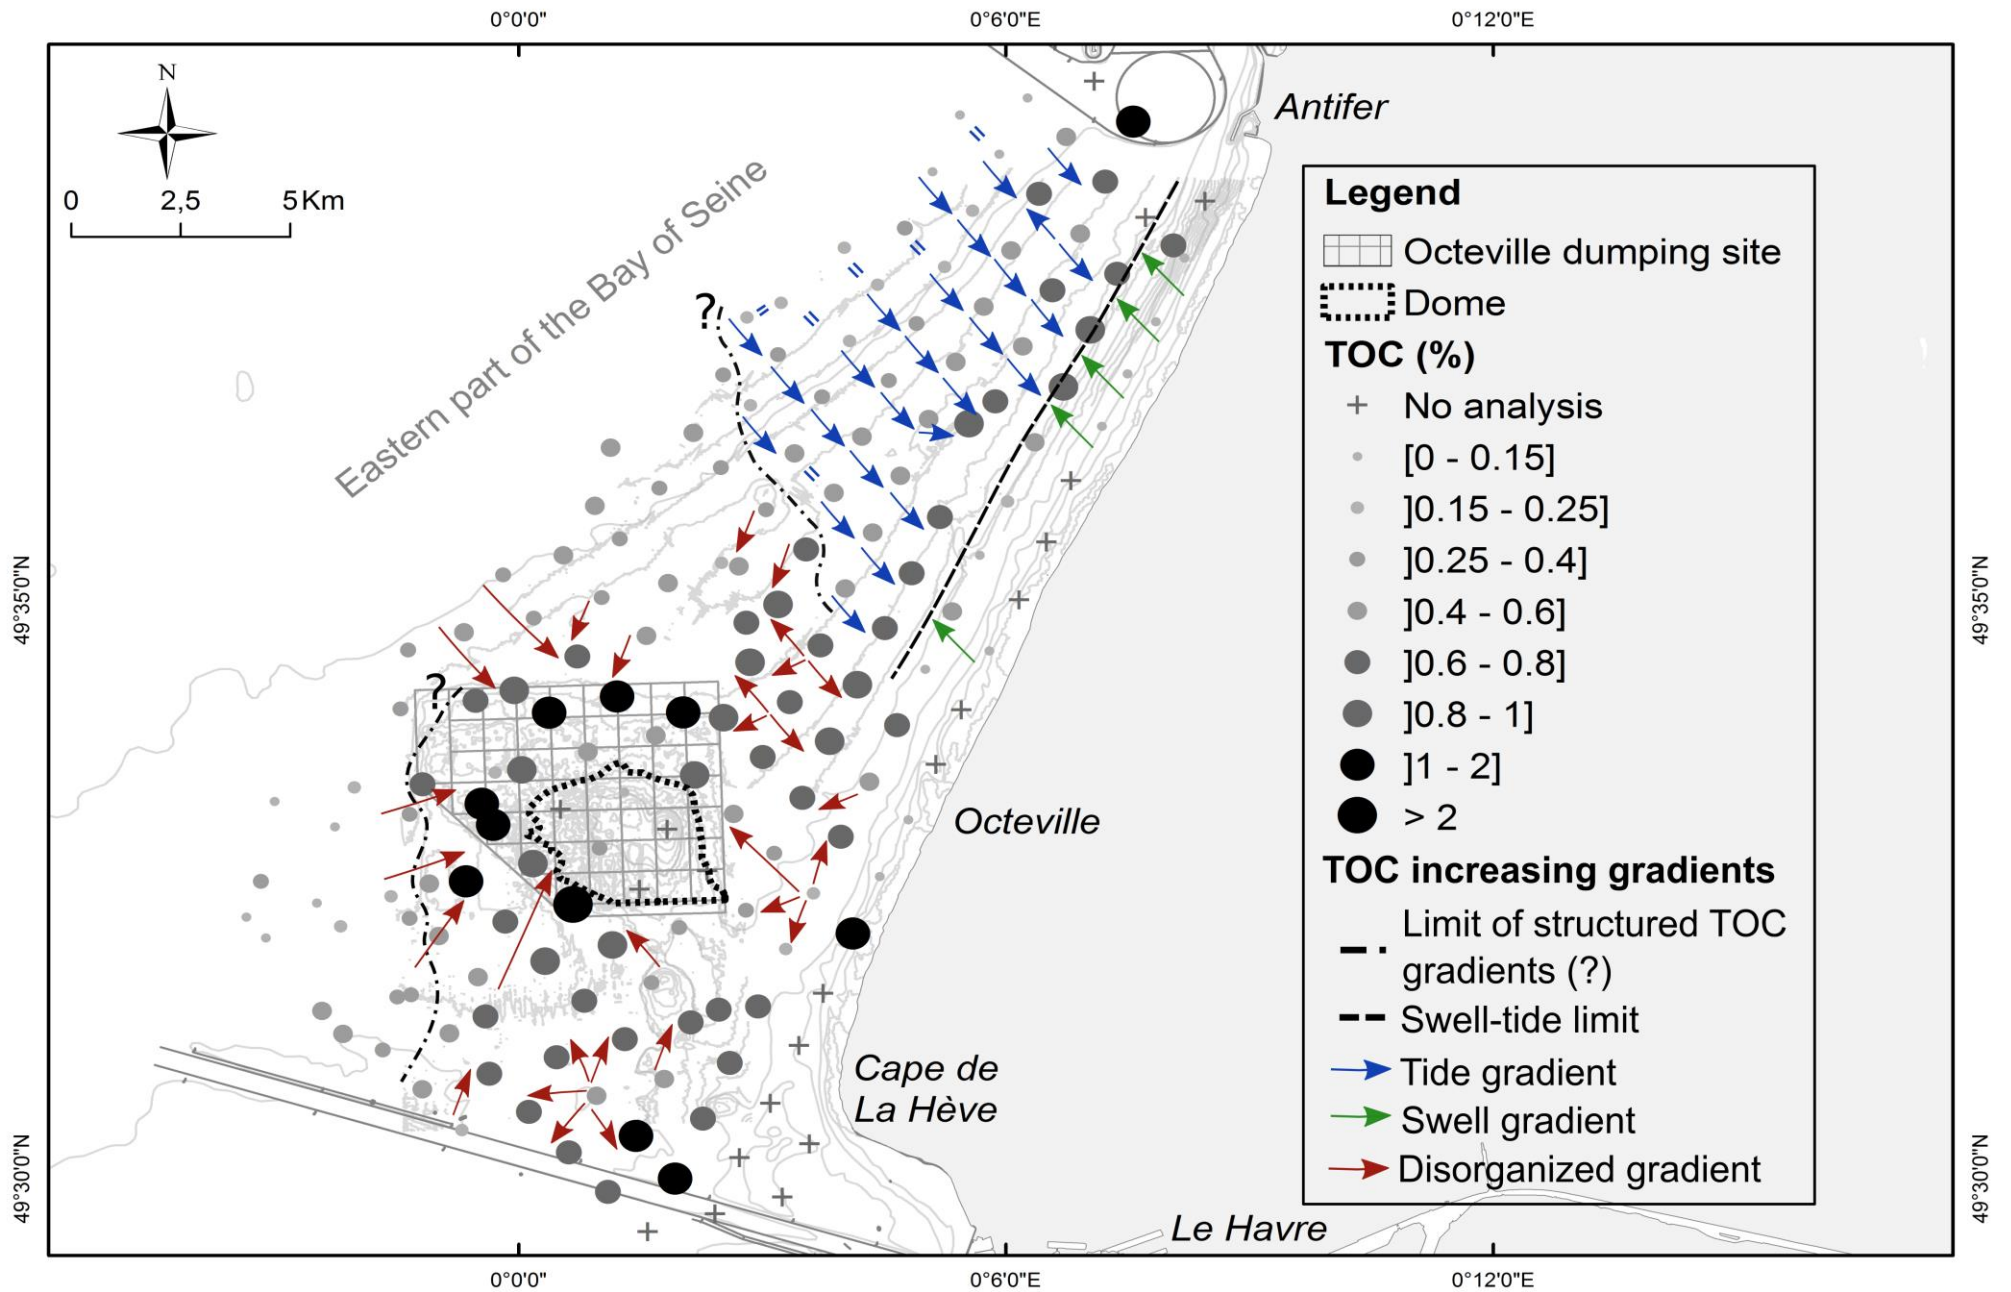 0°0'0"
0°6'0"E
0°12'0"E
N
0
2,5
5Km
Eastern part of the Bay of Seine
?
?
Antifer
Octeville
Cape de
La Hève
Le Havre
49°35'0"N
49°30'0"N
49°35'0"N
49°30'0"N
Legend
Octeville dumping site
Dome
TOC (%)
No analysis
[0 - 0.15]
]0.15 - 0.25]
]0.25 - 0.4]
]0.4 - 0.6]
]0.6 - 0.8]
]0.8 - 1]
]1 - 2]
> 2
TOC increasing gradients
Limit of structured TOC
gradients (?)
Swell-tide limit
Tide gradient
Swell gradient
Disorganized gradient
0°0'0"
0°6'0"E
0°12'0"E